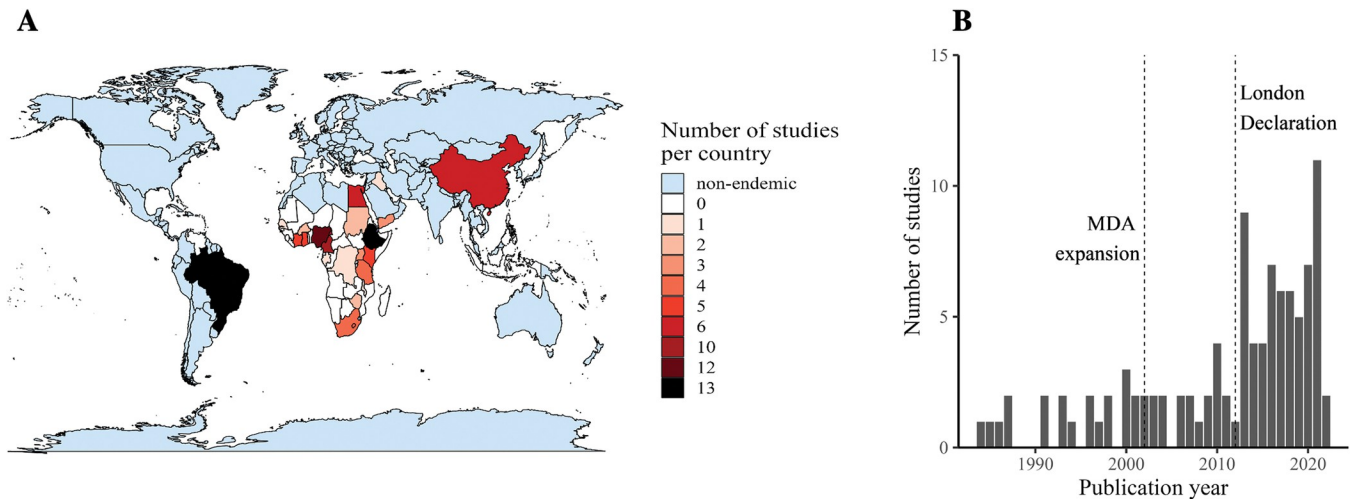 A
Number of studies
per country
non-endemic
0
1
2
3
4
5
6
10
12
13
B
Number of studies
15
10
5
0
MDA
expansion
London
Declaration
1990
2000
2010
2020
Publication year